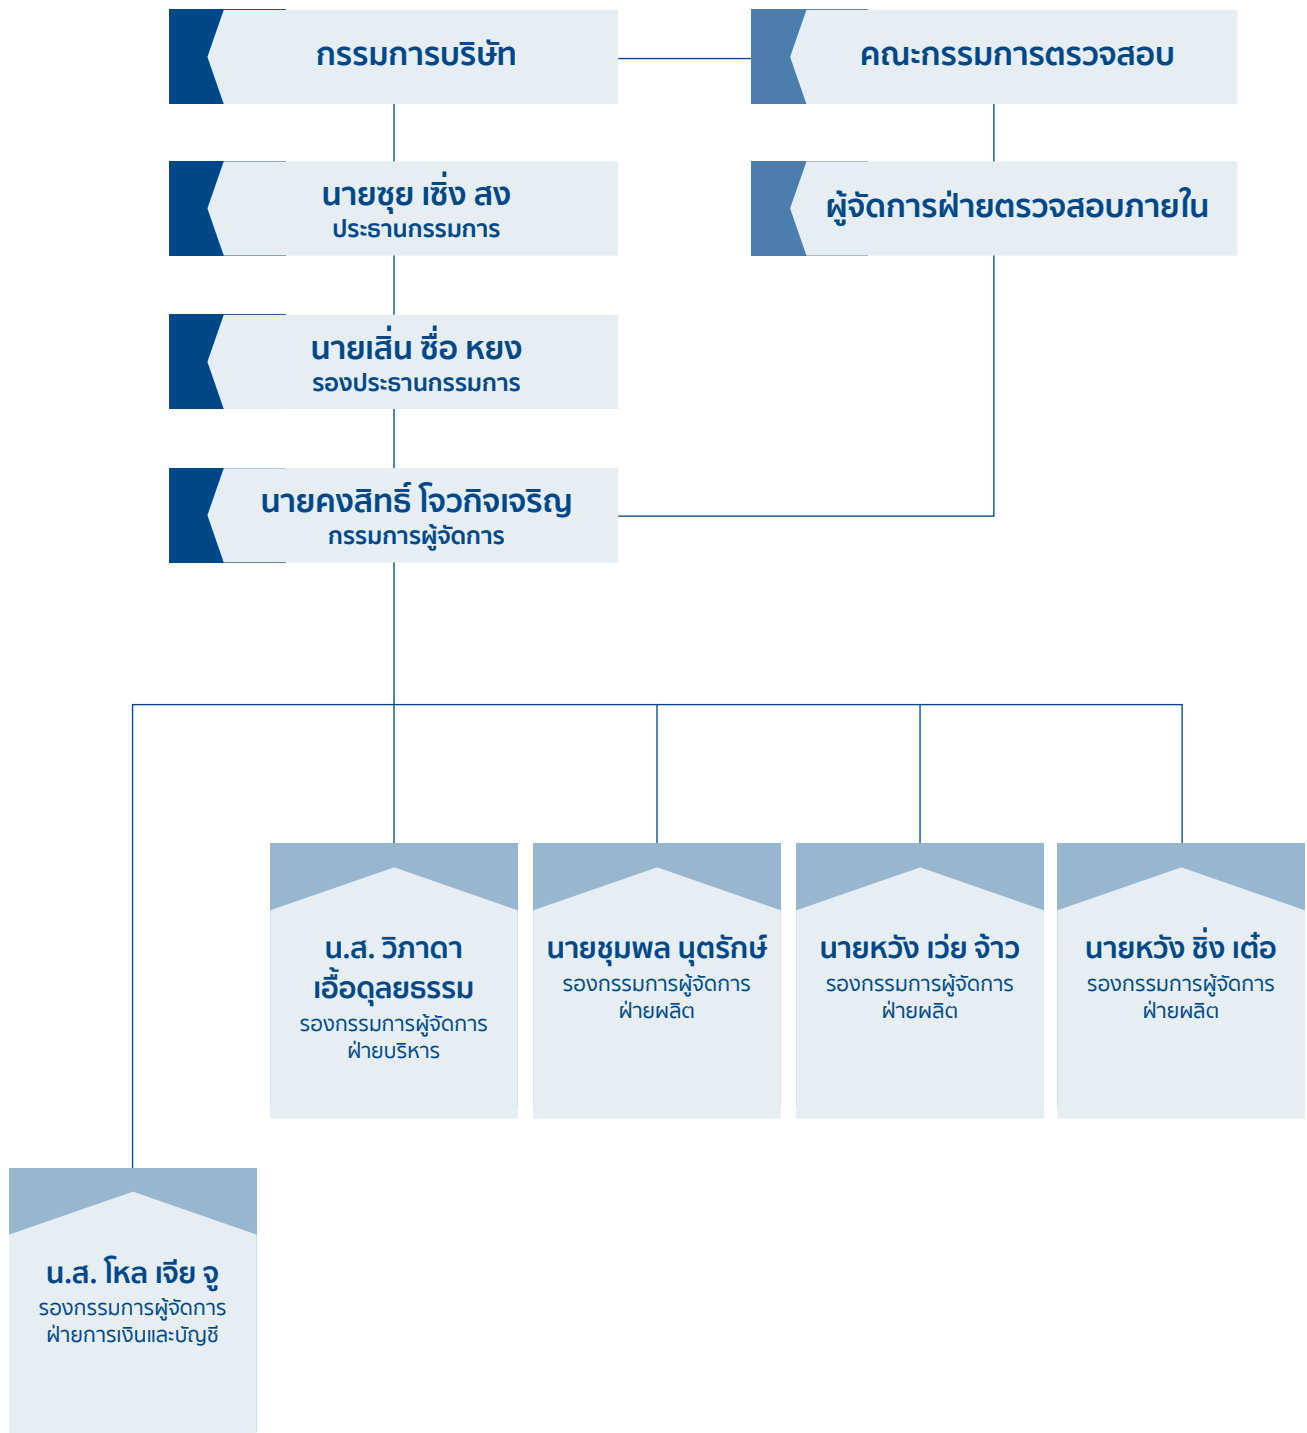 กรรมการบริษัท
คณะกรรมการตรวจสอบ
นายซุย เซิ่ง สง
ประธานกรรมการ
ผู้จัดการฝ่ายตรวจสอบภายใน
นายเสิ่น ซื่อ หยง
รองประธานกรรมการ
นายคงสิทธิ์ โจวกิจเจริญ
กรรมการผู้จัดการ
น.ส. วิภาดา
เอื้อดุลยธรรม
รองกรรมการผู้จัดการ
ฝ่ายบริหาร
นายชุมพล นุตรักษ์
รองกรรมการผู้จัดการ
ฝ่ายผลิต
นายหวัง เว่ย จ้าว
รองกรรมการผู้จัดการ
ฝ่ายผลิต
นายหวัง ชิ่ง เต๋อ
รองกรรมการผู้จัดการ
ฝ่ายผลิต
น.ส. โหล เจีย จู
รองกรรมการผู้จัดการ
ฝ่ายการเงินและบัญชี